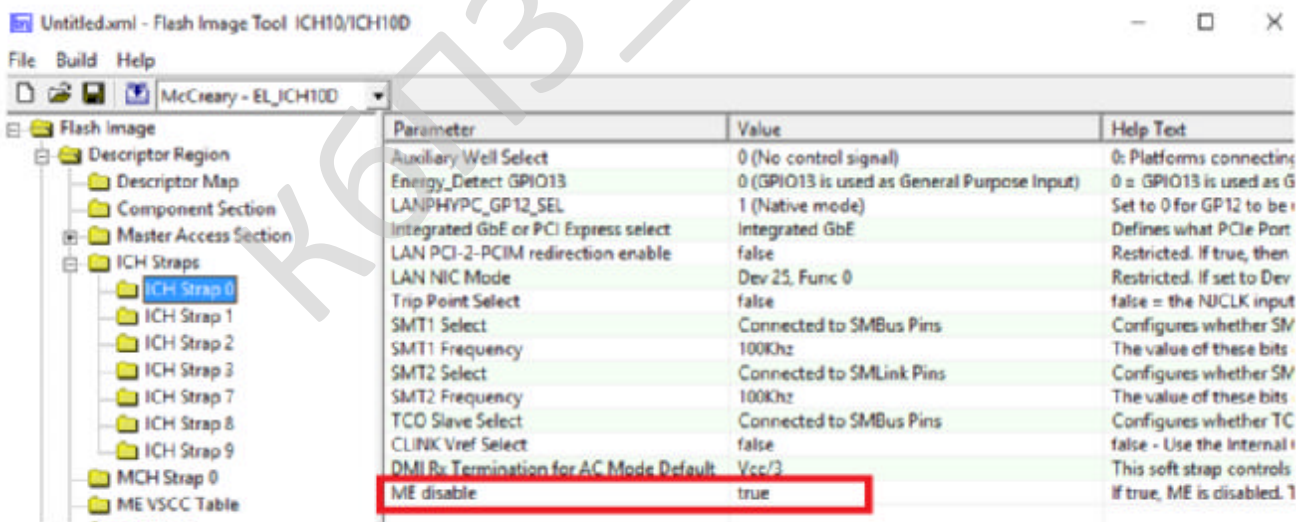 Untitled.xml - Flash Image Tool ICH10/ICH10D
File Build Help
McCreary - EL_ICH10D
Flash Image
Descriptor Region
Descriptor Map
Component Section
Master Access Section
ICH Straps
ICH Strap 0
ICH Strap 1
ICH Strap 2
ICH Strap 3
ICH Strap 7
ICH Strap 8
ICH Strap 9
MCH Strap 0
ME VSCC Table
Parameter Value Help Text
Auxiliary Well Select 0 (No control signal) 0: Platforms connecting
Energy_Detect GPIO13 0 (GPIO13 is used as General Purpose Input) 0 = GPIO13 is used as G
LANPHYPC_GP12_SEL 1 (Native mode) Set to 0 for GP12 to be
Integrated GbE or PCI Express select Integrated GbE Defines what PCIe Port
LAN PCI-2-PCIM redirection enable false Restricted. If true, then
LAN NIC Mode Dev 25, Func 0 Restricted. If set to Dev
Trip Point Select false false = the NJCLK input
SMT1 Select Connected to SMBus Pins Configures whether SM
SMT1 Frequency 100Khz The value of these bits
SMT2 Select Connected to SMLink Pins Configures whether SM
SMT2 Frequency 100Khz The value of these bits
TCO Slave Select Connected to SMBus Pins Configures whether TC
CLINK Vref Select false false - Use the Internal
DMI Rx Termination for AC Mode Default Vcc/3 This soft strap controls
ME disable true If true, ME is disabled. T
КбПЗ_